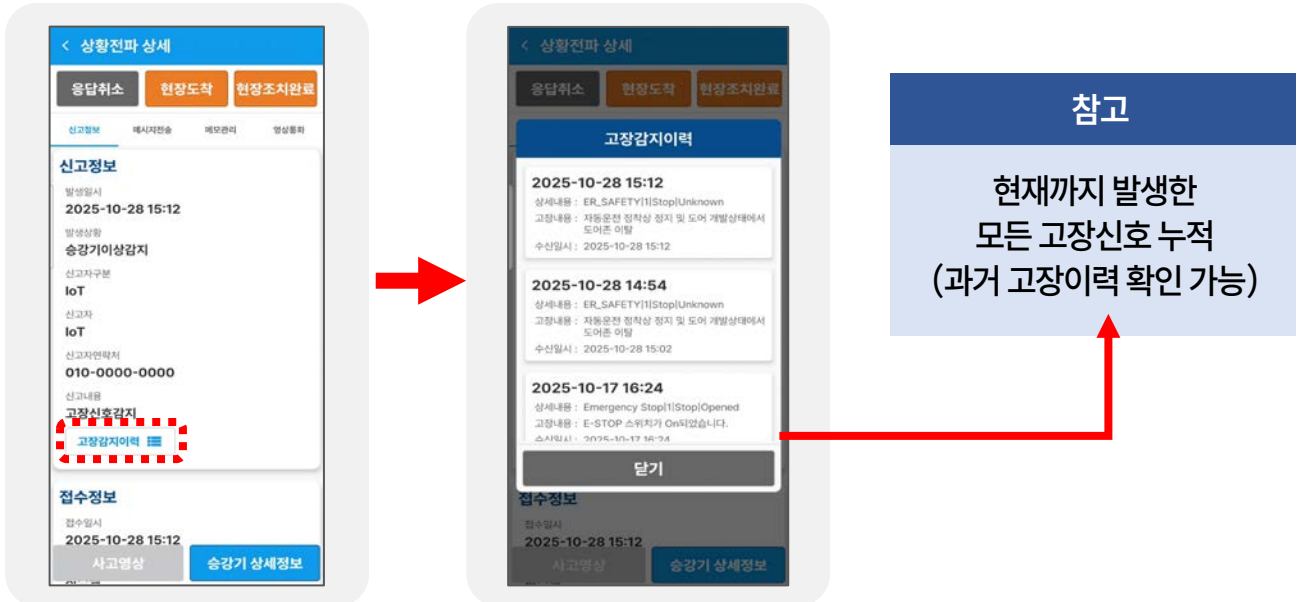 < 상황전파 상세
응답취소 현장도착 현장조치완료
신고정보 메시지전송 메모관리 영상통화
신고정보
발생일시
2025-10-28 15:12
발생상황
승강기이상감지
신고자구분
IoT
신고자
IoT
신고자연락처
010-0000-0000
신고내용
고장신호감지
고장감지이력
접수정보
접수일시
2025-10-28 15:12
사고영상 승강기 상세정보
< 상황전파 상세
응답취소 현장도착 현장조치완료
고장감지이력
2025-10-28 15:12
상세내용 : ER_SAFETY|1|Stop|Unknown
고장내용 : 자동운전 정착상 정지 및 도어 개발상태에서
도어존 이탈
수신일시 : 2025-10-28 15:12
2025-10-28 14:54
상세내용 : ER_SAFETY|1|Stop|Unknown
고장내용 : 자동운전 정착상 정지 및 도어 개발상태에서
도어존 이탈
수신일시 : 2025-10-28 15:02
2025-10-17 16:24
상세내용 : Emergency Stop|1|Stop|Opened
고장내용 : E-STOP 스위치가 On되었습니다.
수신일시 : 2025-10-17 16:24
닫기
접수정보
접수일시
2025-10-28 15:12
사고영상 승강기 상세정보
참고
현재까지 발생한
모든 고장신호 누적
(과거 고장이력 확인 가능)